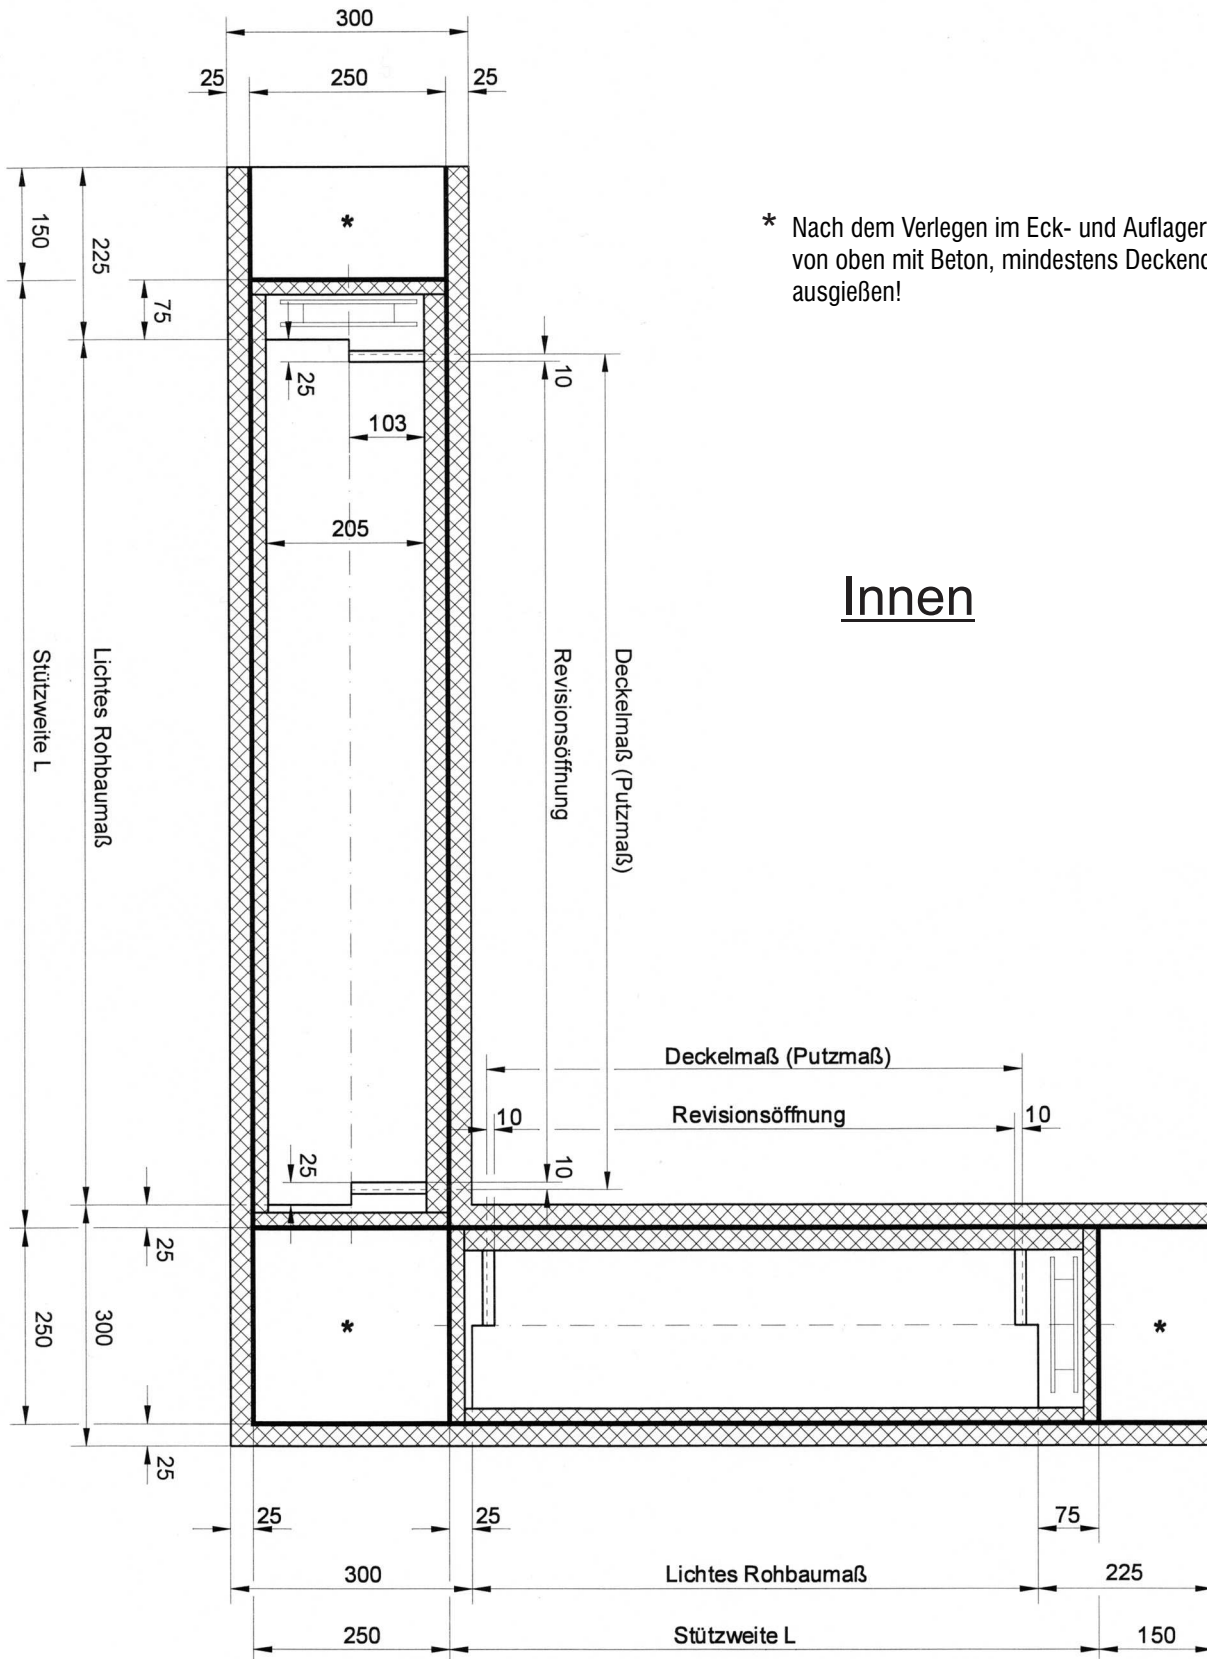 300
25 250 25
150
225
*
* Nach dem Verlegen im Eck- und Auflager
von oben mit Beton, mindestens Deckend
ausgießen!
75
25
10
103
205
Innen
Stützweite L
Lichtes Rohbaumaß
Revisionsöffnung
Deckelmaß (Putzmaß)
Deckelmaß (Putzmaß)
10 Revisionsöffnung 10
25
10
25
250
300
*
*
25
25 25 75
300 Lichtes Rohbaumaß 225
250 Stützweite L 150